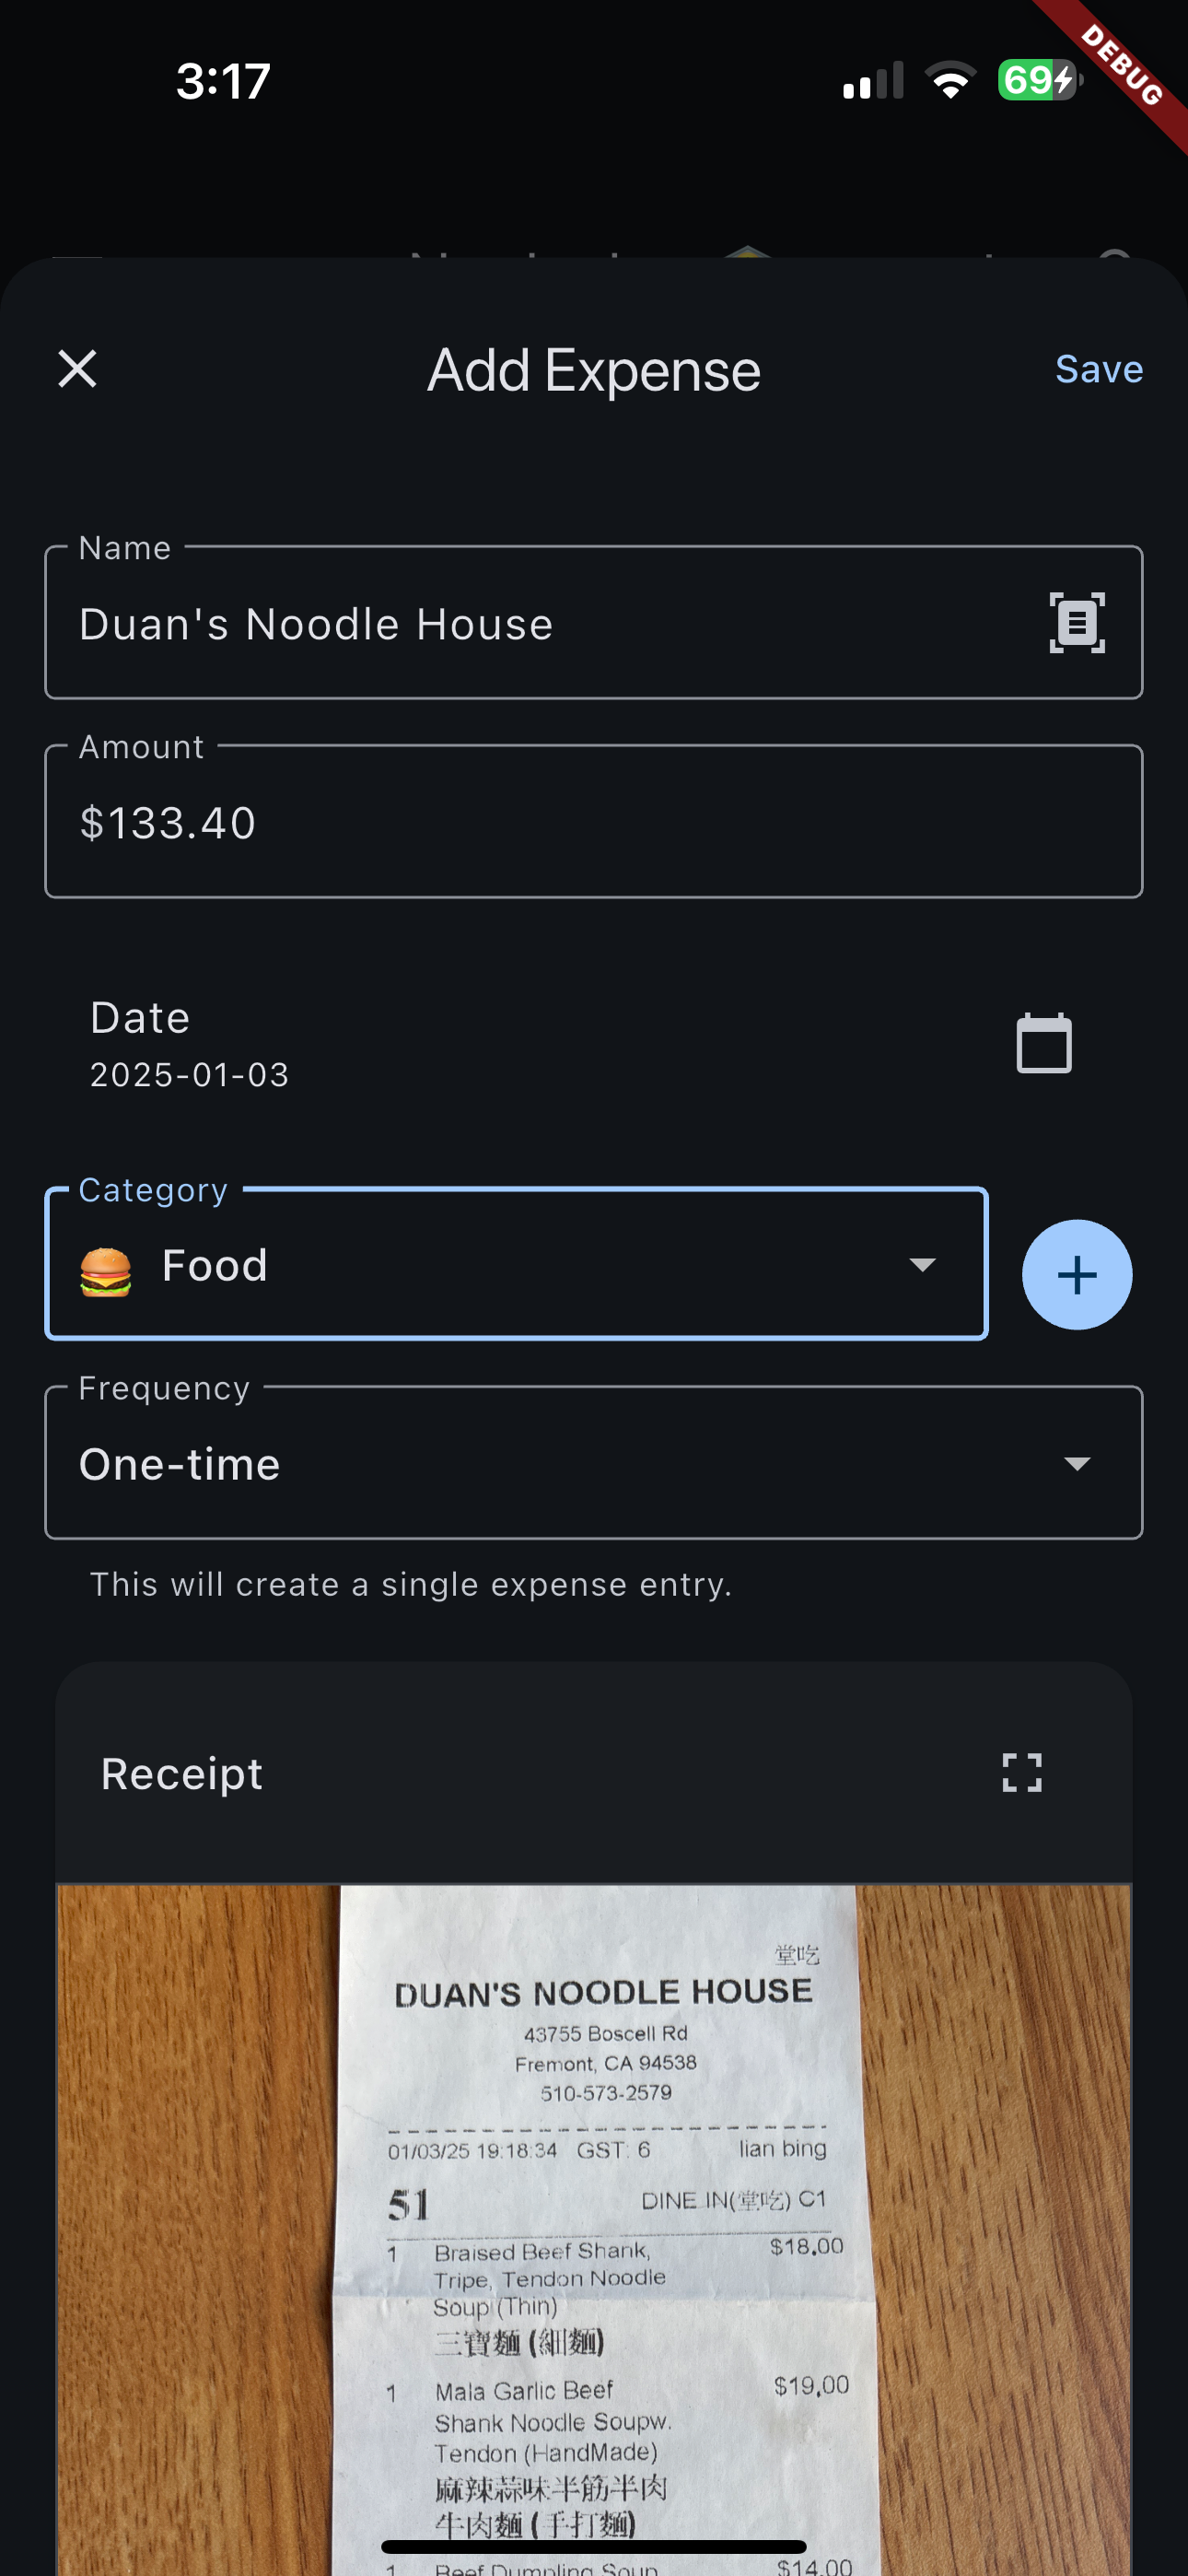 3:17
69
DEBUG
Add Expense
Save
Name
Duan's Noodle House
Amount
$133.40
Date
2025-01-03
Category
Food
Frequency
One-time
This will create a single expense entry.
Receipt
堂吃
DUAN'S NOODLE HOUSE
43755 Boscell Rd
Fremont, CA 94538
510-573-2579
01/03/25 19:18:34 GST: 6 lian bing
51 DINE IN(堂吃) C1
1 Braised Beef Shank, $18.00
Tripe, Tendon Noodle
Soup (Thin)
三寶麵 (細麵)
1 Mala Garlic Beef $19.00
Shank Noodle Soupw.
Tendon (HandMade)
麻辣蒜味半筋半肉
牛肉麵 (手打麵)
1 Beef Dumpling Soup $14.00